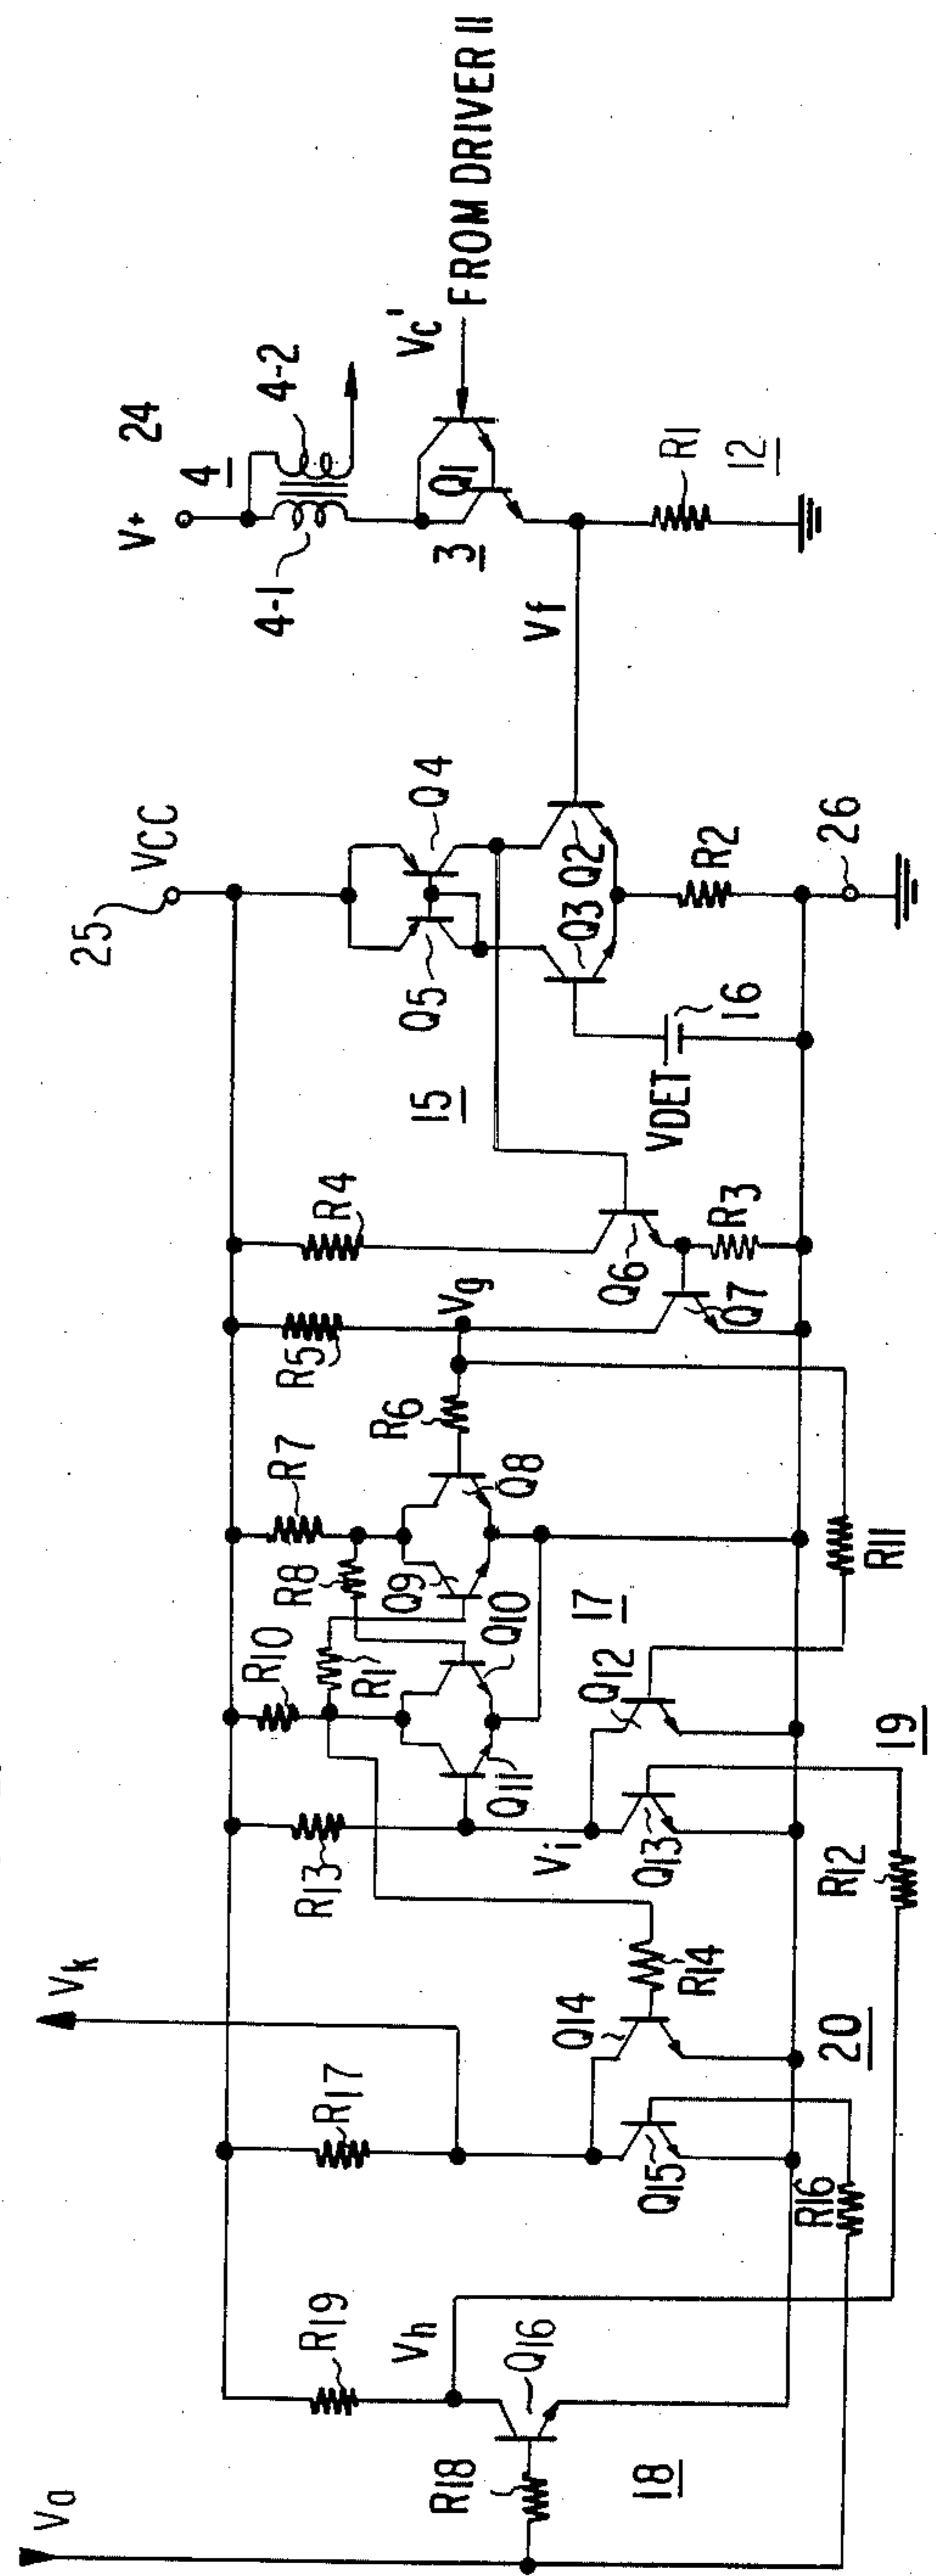 Va
R18
18
Q16
Vh
R19
R17
Vk
Q15
R16
Q14
20
R14
R13
Vi
Q13
R12
19
Q12
17
R11
R10
R1
Q11
Q10
R8
R7
Q9
Q8
R6
R5
Vg
R4
Q7
Q6
R3
15
VDET
16
25
VCC
Q5
Q4
Q3
Q2
R2
26
Vf
V+
24
4
4-1
4-2
3
Q1
R1
12
Vc'
FROM DRIVER 11